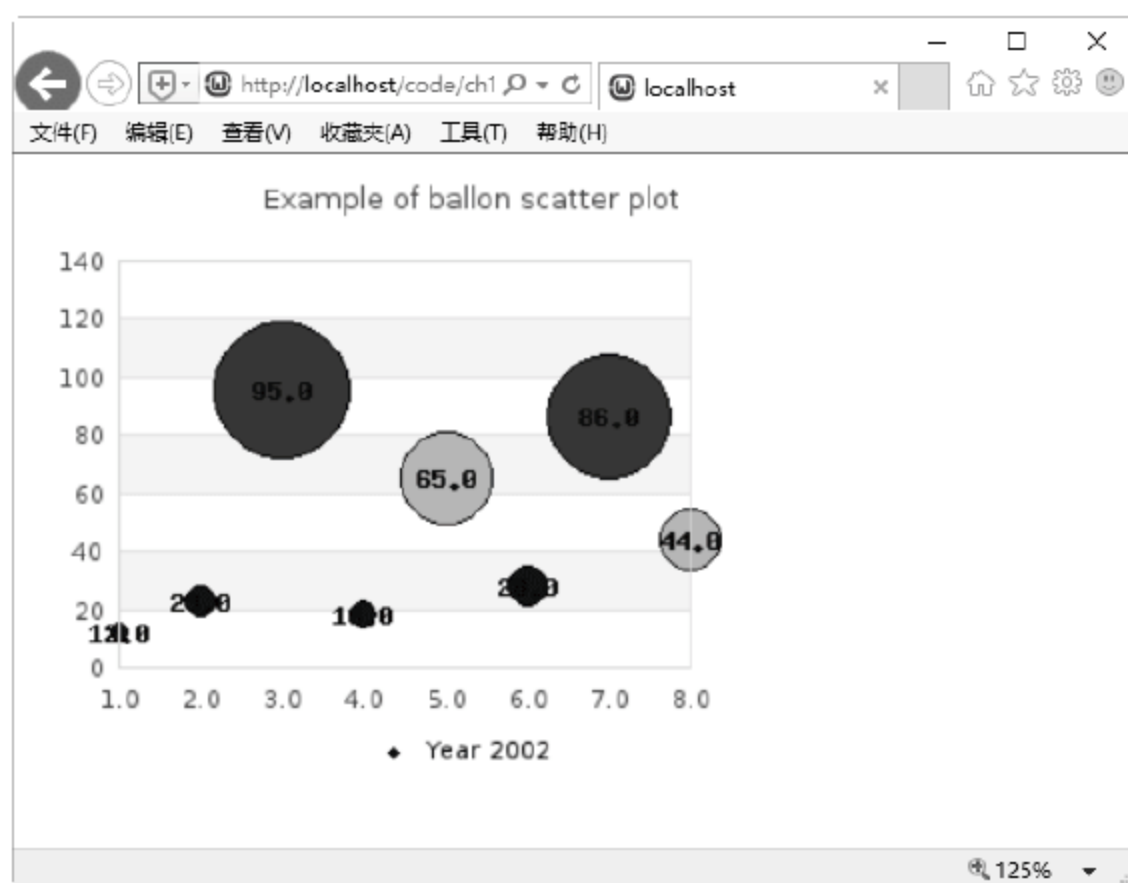 http://localhost/code/ch1
localhost
文件(F) 编辑(E) 查看(V) 收藏夹(A) 工具(T) 帮助(H)
Example of ballon scatter plot
140
120
100
80
60
40
20
0
95.0
86.0
65.0
44.0
1.0 2.0 3.0 4.0 5.0 6.0 7.0 8.0
Year 2002
125%